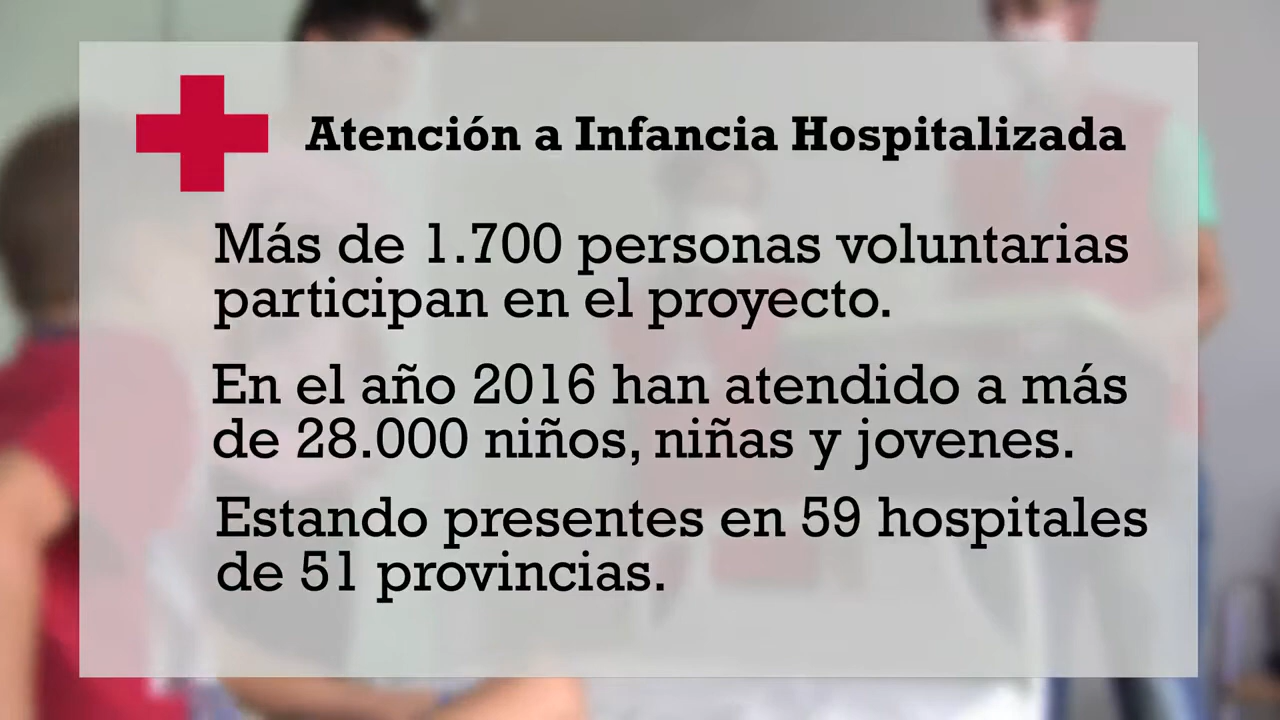 Atención a Infancia Hospitalizada
Más de 1.700 personas voluntarias
participan en el proyecto.
En el año 2016 han atendido a más
de 28.000 niños, niñas y jovenes.
Estando presentes en 59 hospitales
de 51 provincias.